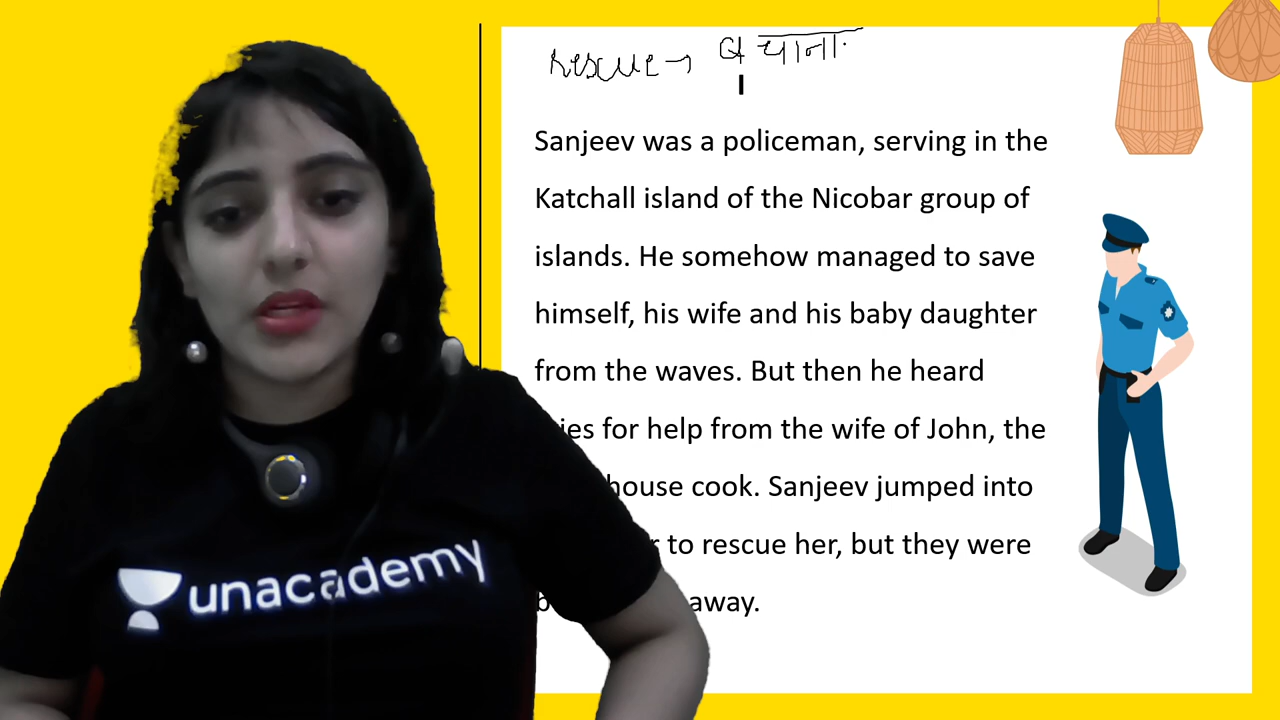 rescue → बचाना
Sanjeev was a policeman, serving in the
Katchall island of the Nicobar group of
islands. He somehow managed to save
himself, his wife and his baby daughter
from the waves. But then he heard
for help from the wife of John, the
house cook. Sanjeev jumped into
to rescue her, but they were
away.
unacademy